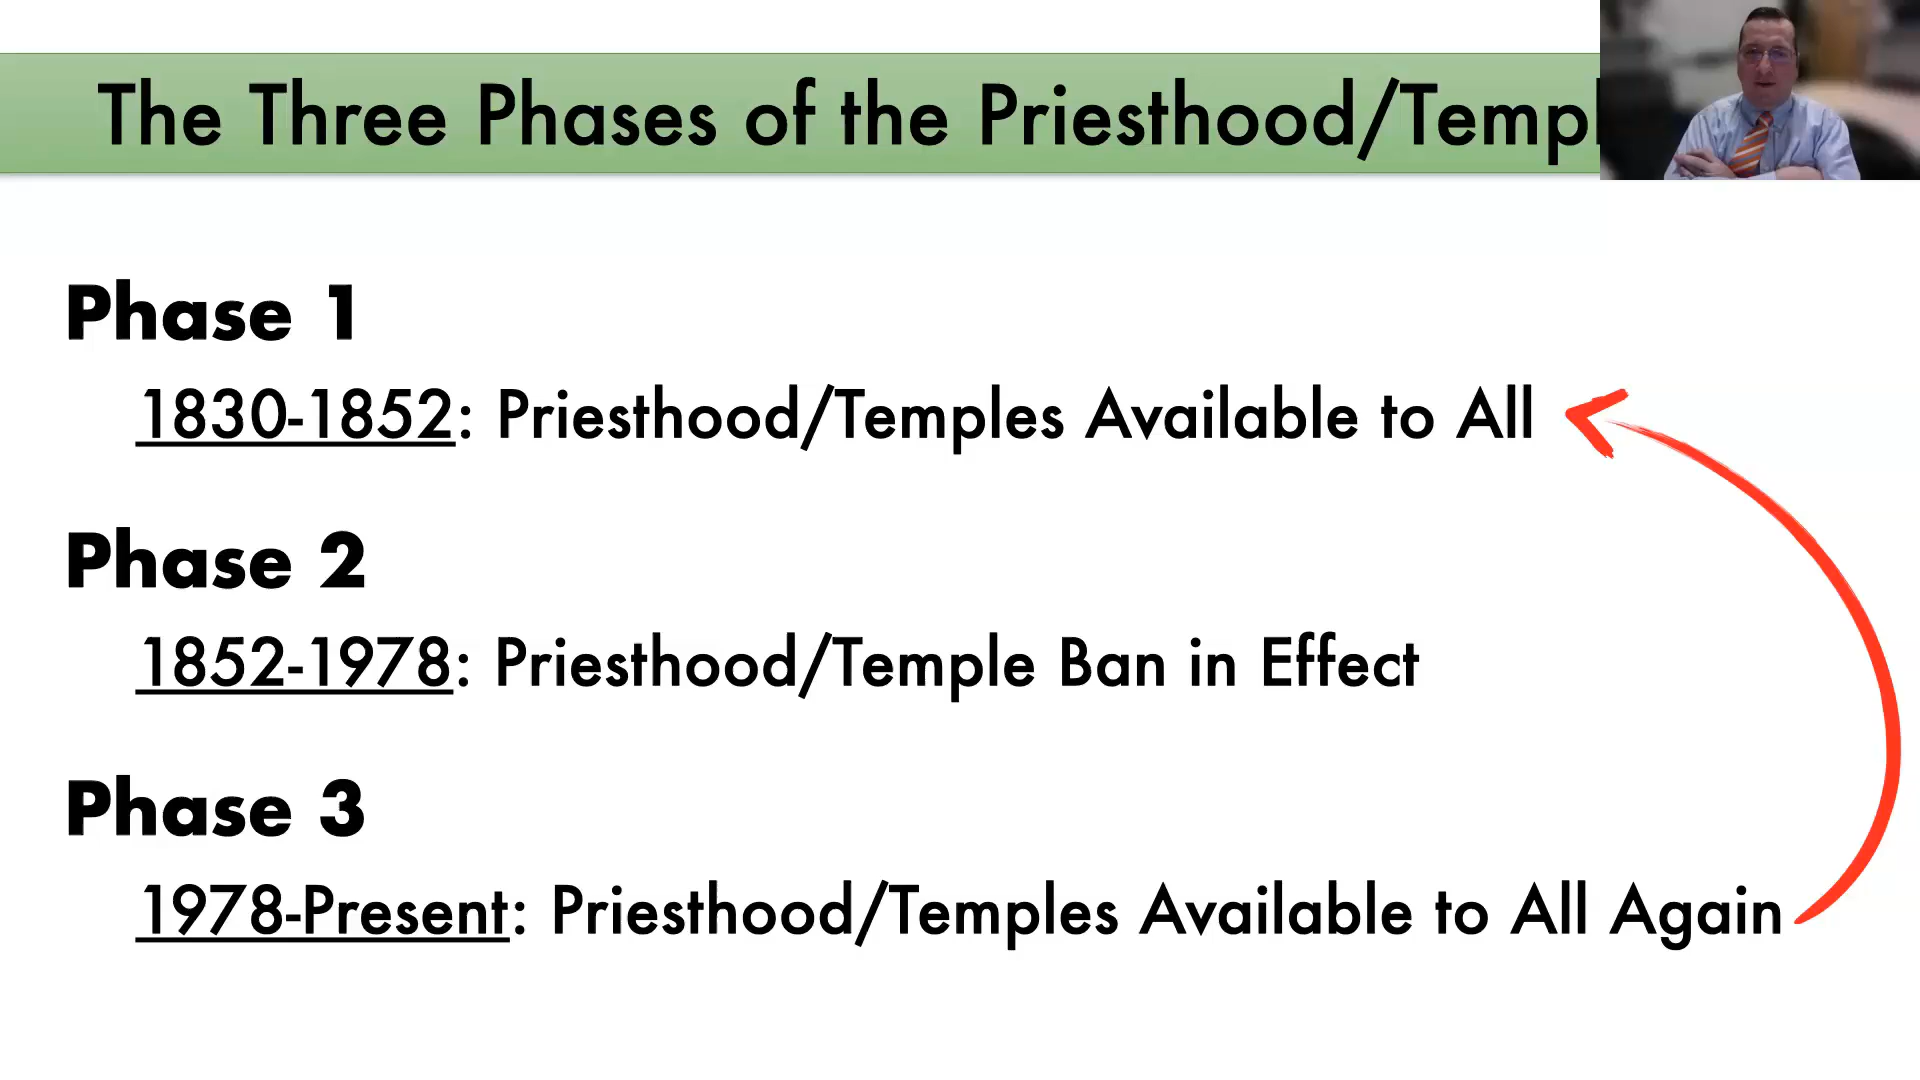 The Three Phases of the Priesthood/Templ
Phase 1
1830-1852: Priesthood/Temples Available to All
Phase 2
1852-1978: Priesthood/Temple Ban in Effect
Phase 3
1978-Present: Priesthood/Temples Available to All Again